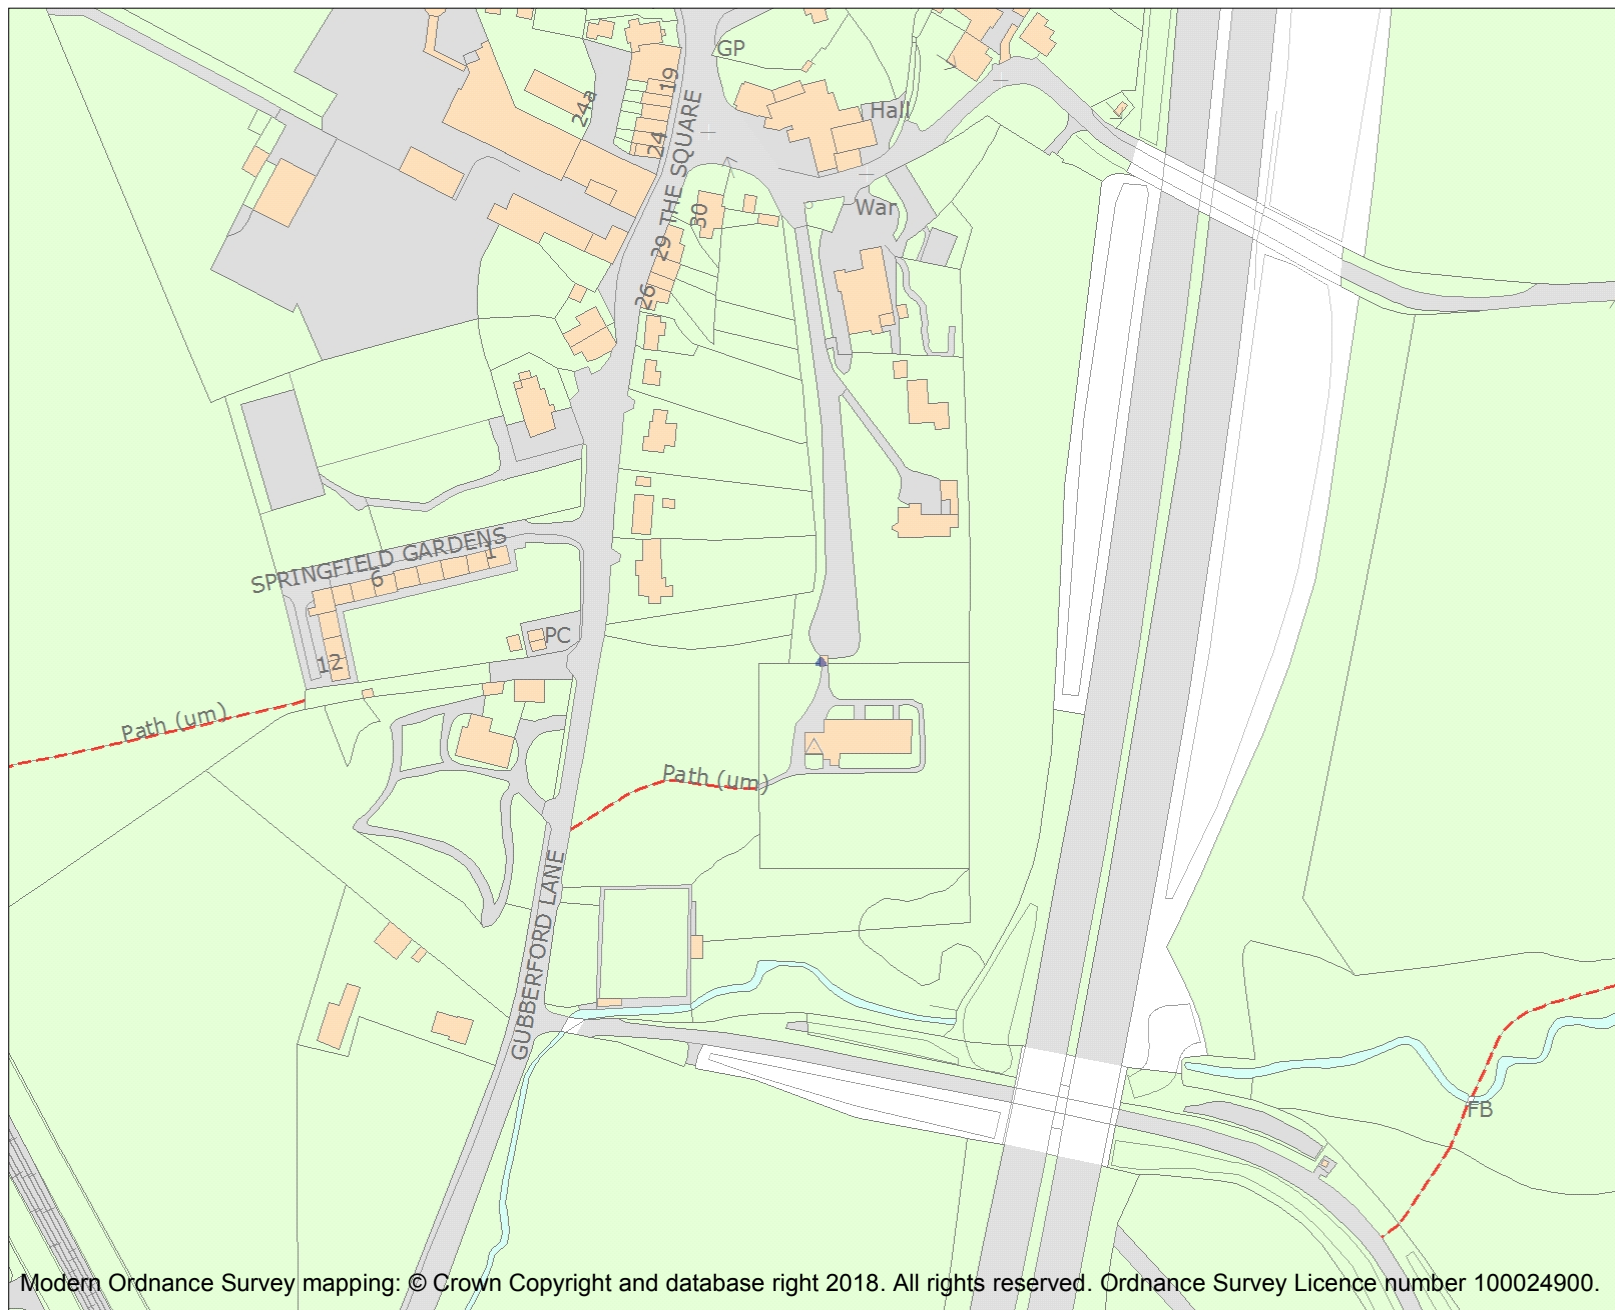 GP
19
24a
Hall
24
THE SQUARE
War
30
29
26
SPRINGFIELD GARDENS
1
6
PC
12
Path (um)
Path (um)
GUBBERFORD LANE
FB
Modern Ordnance Survey mapping: © Crown Copyright and database right 2018. All rights reserved. Ordnance Survey Licence number 100024900.